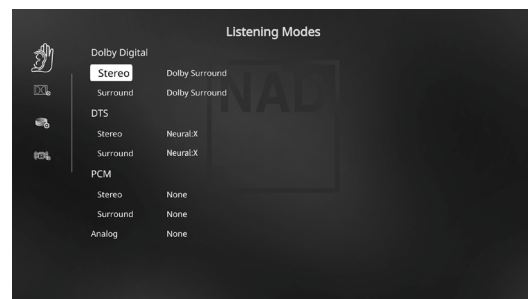 Listening Modes
Dolby Digital
Stereo Dolby Surround
Surround Dolby Surround
NAD
DTS
Stereo Neural:X
Surround Neural:X
PCM
Stereo None
Surround None
Analog None